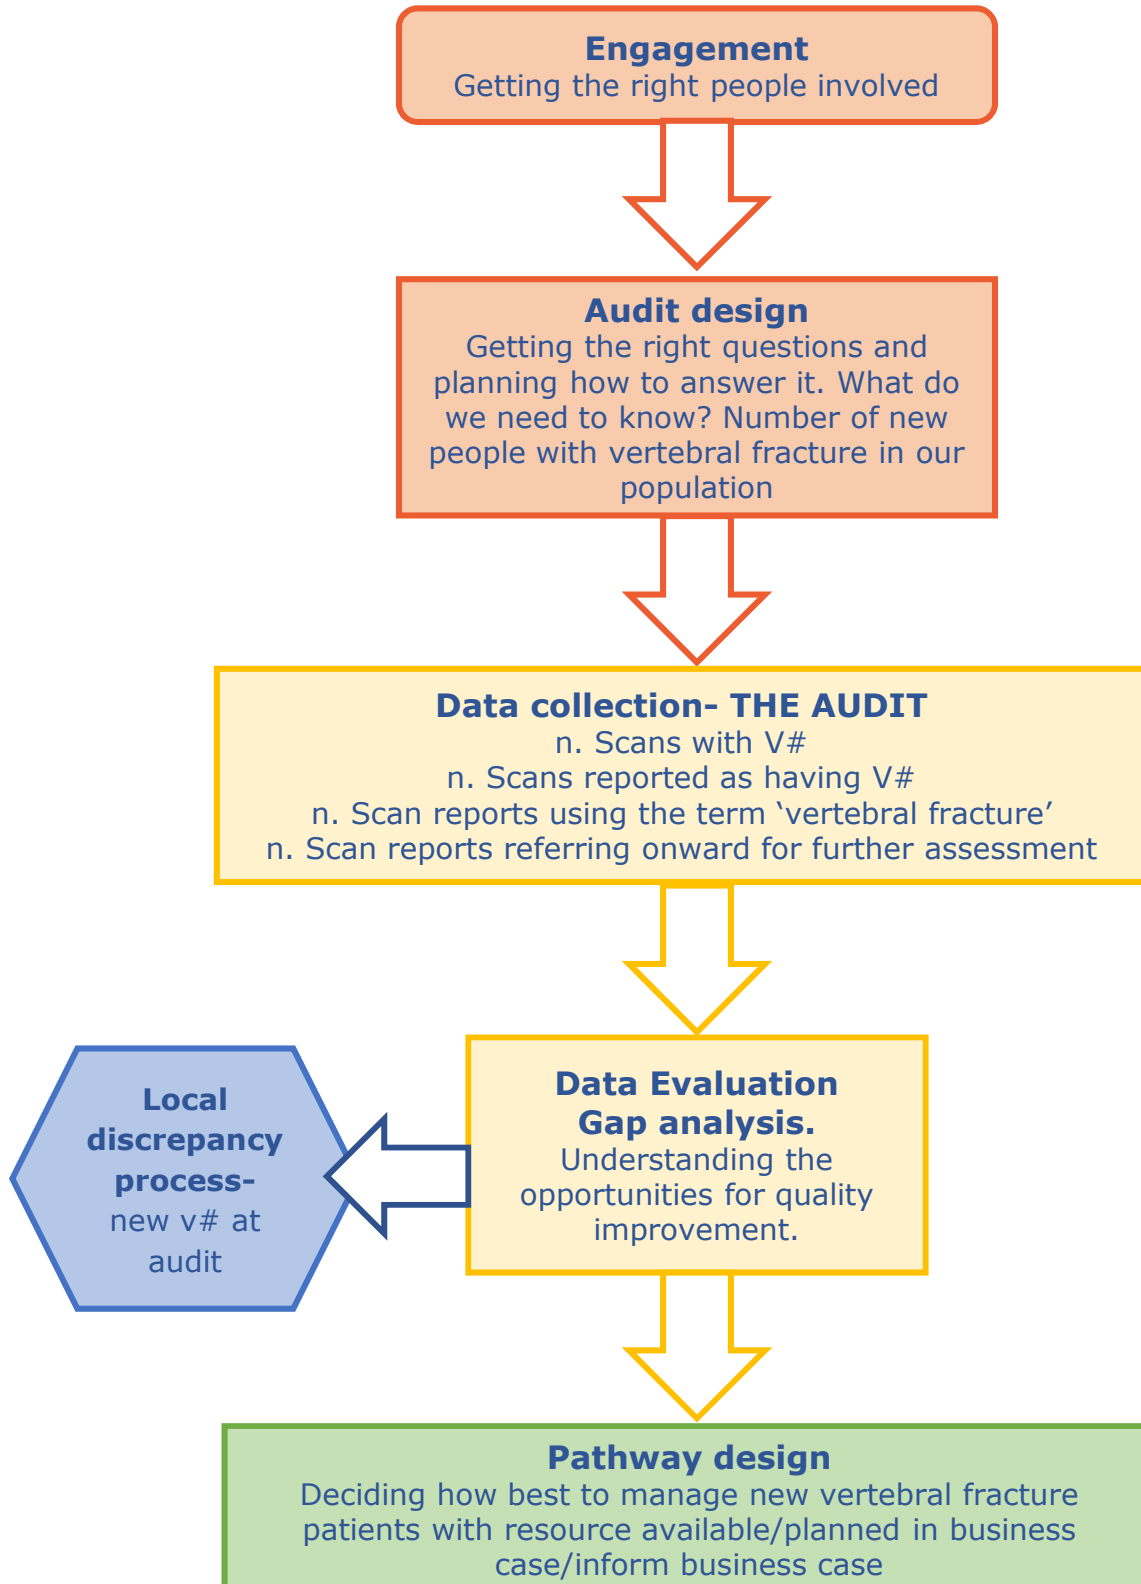 Engagement
Getting the right people involved
Audit design
Getting the right questions and
planning how to answer it. What do
we need to know? Number of new
people with vertebral fracture in our
population
Data collection- THE AUDIT
n. Scans with V#
n. Scans reported as having V#
n. Scan reports using the term ‘vertebral fracture’
n. Scan reports referring onward for further assessment
Data Evaluation
Gap analysis.
Understanding the
opportunities for quality
improvement.
Local
discrepancy
process-
new v# at
audit
Pathway design
Deciding how best to manage new vertebral fracture
patients with resource available/planned in business
case/inform business case